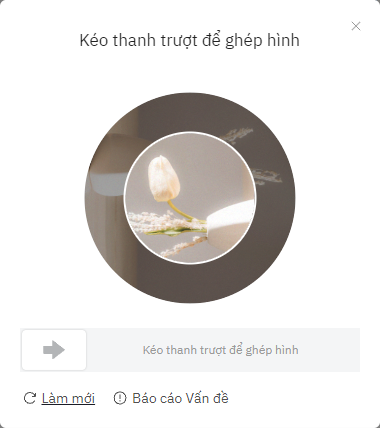 Kéo thanh trượt để ghép hình
Kéo thanh trượt để ghép hình
Làm mới
Báo cáo Vấn đề